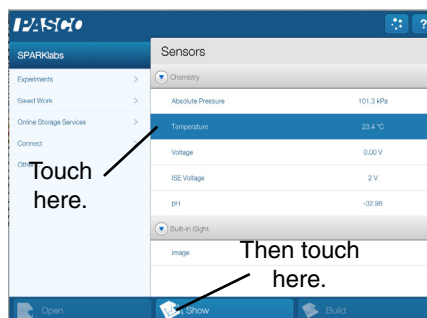 PASCO
?
SPARKlabs
Experiments >
Saved Work >
Online Storage Services >
Connect
Other
Sensors
Chemistry
Absolute Pressure 101.3 kPa
Temperature 23.4 °C
Voltage 0.00 V
ISE Voltage 2 V
pH -32.98
Built-in iSight
Image
Touch
here.
Then touch
here.
Open
Show
Build